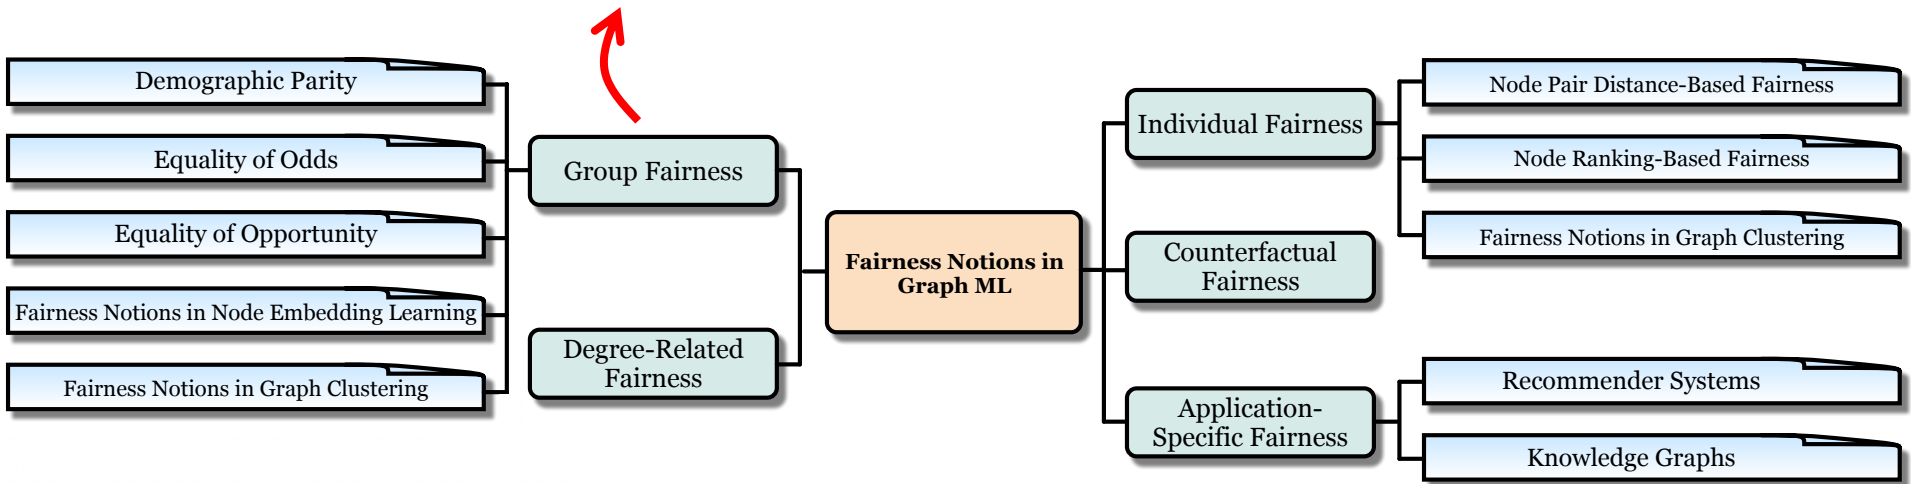 Demographic Parity
Equality of Odds
Equality of Opportunity
Fairness Notions in Node Embedding Learning
Fairness Notions in Graph Clustering
Group Fairness
Degree-Related
Fairness
Fairness Notions in
Graph ML
Individual Fairness
Counterfactual
Fairness
Application-
Specific Fairness
Node Pair Distance-Based Fairness
Node Ranking-Based Fairness
Fairness Notions in Graph Clustering
Recommender Systems
Knowledge Graphs